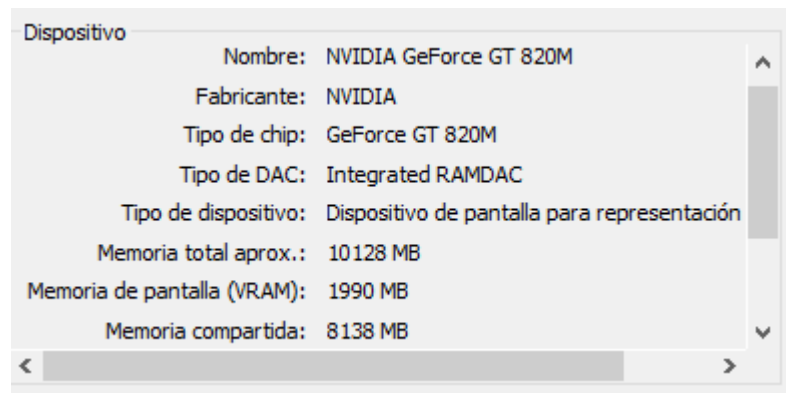 Dispositivo
Nombre: NVIDIA GeForce GT 820M
Fabricante: NVIDIA
Tipo de chip: GeForce GT 820M
Tipo de DAC: Integrated RAMDAC
Tipo de dispositivo: Dispositivo de pantalla para representación
Memoria total aprox.: 10128 MB
Memoria de pantalla (VRAM): 1990 MB
Memoria compartida: 8138 MB